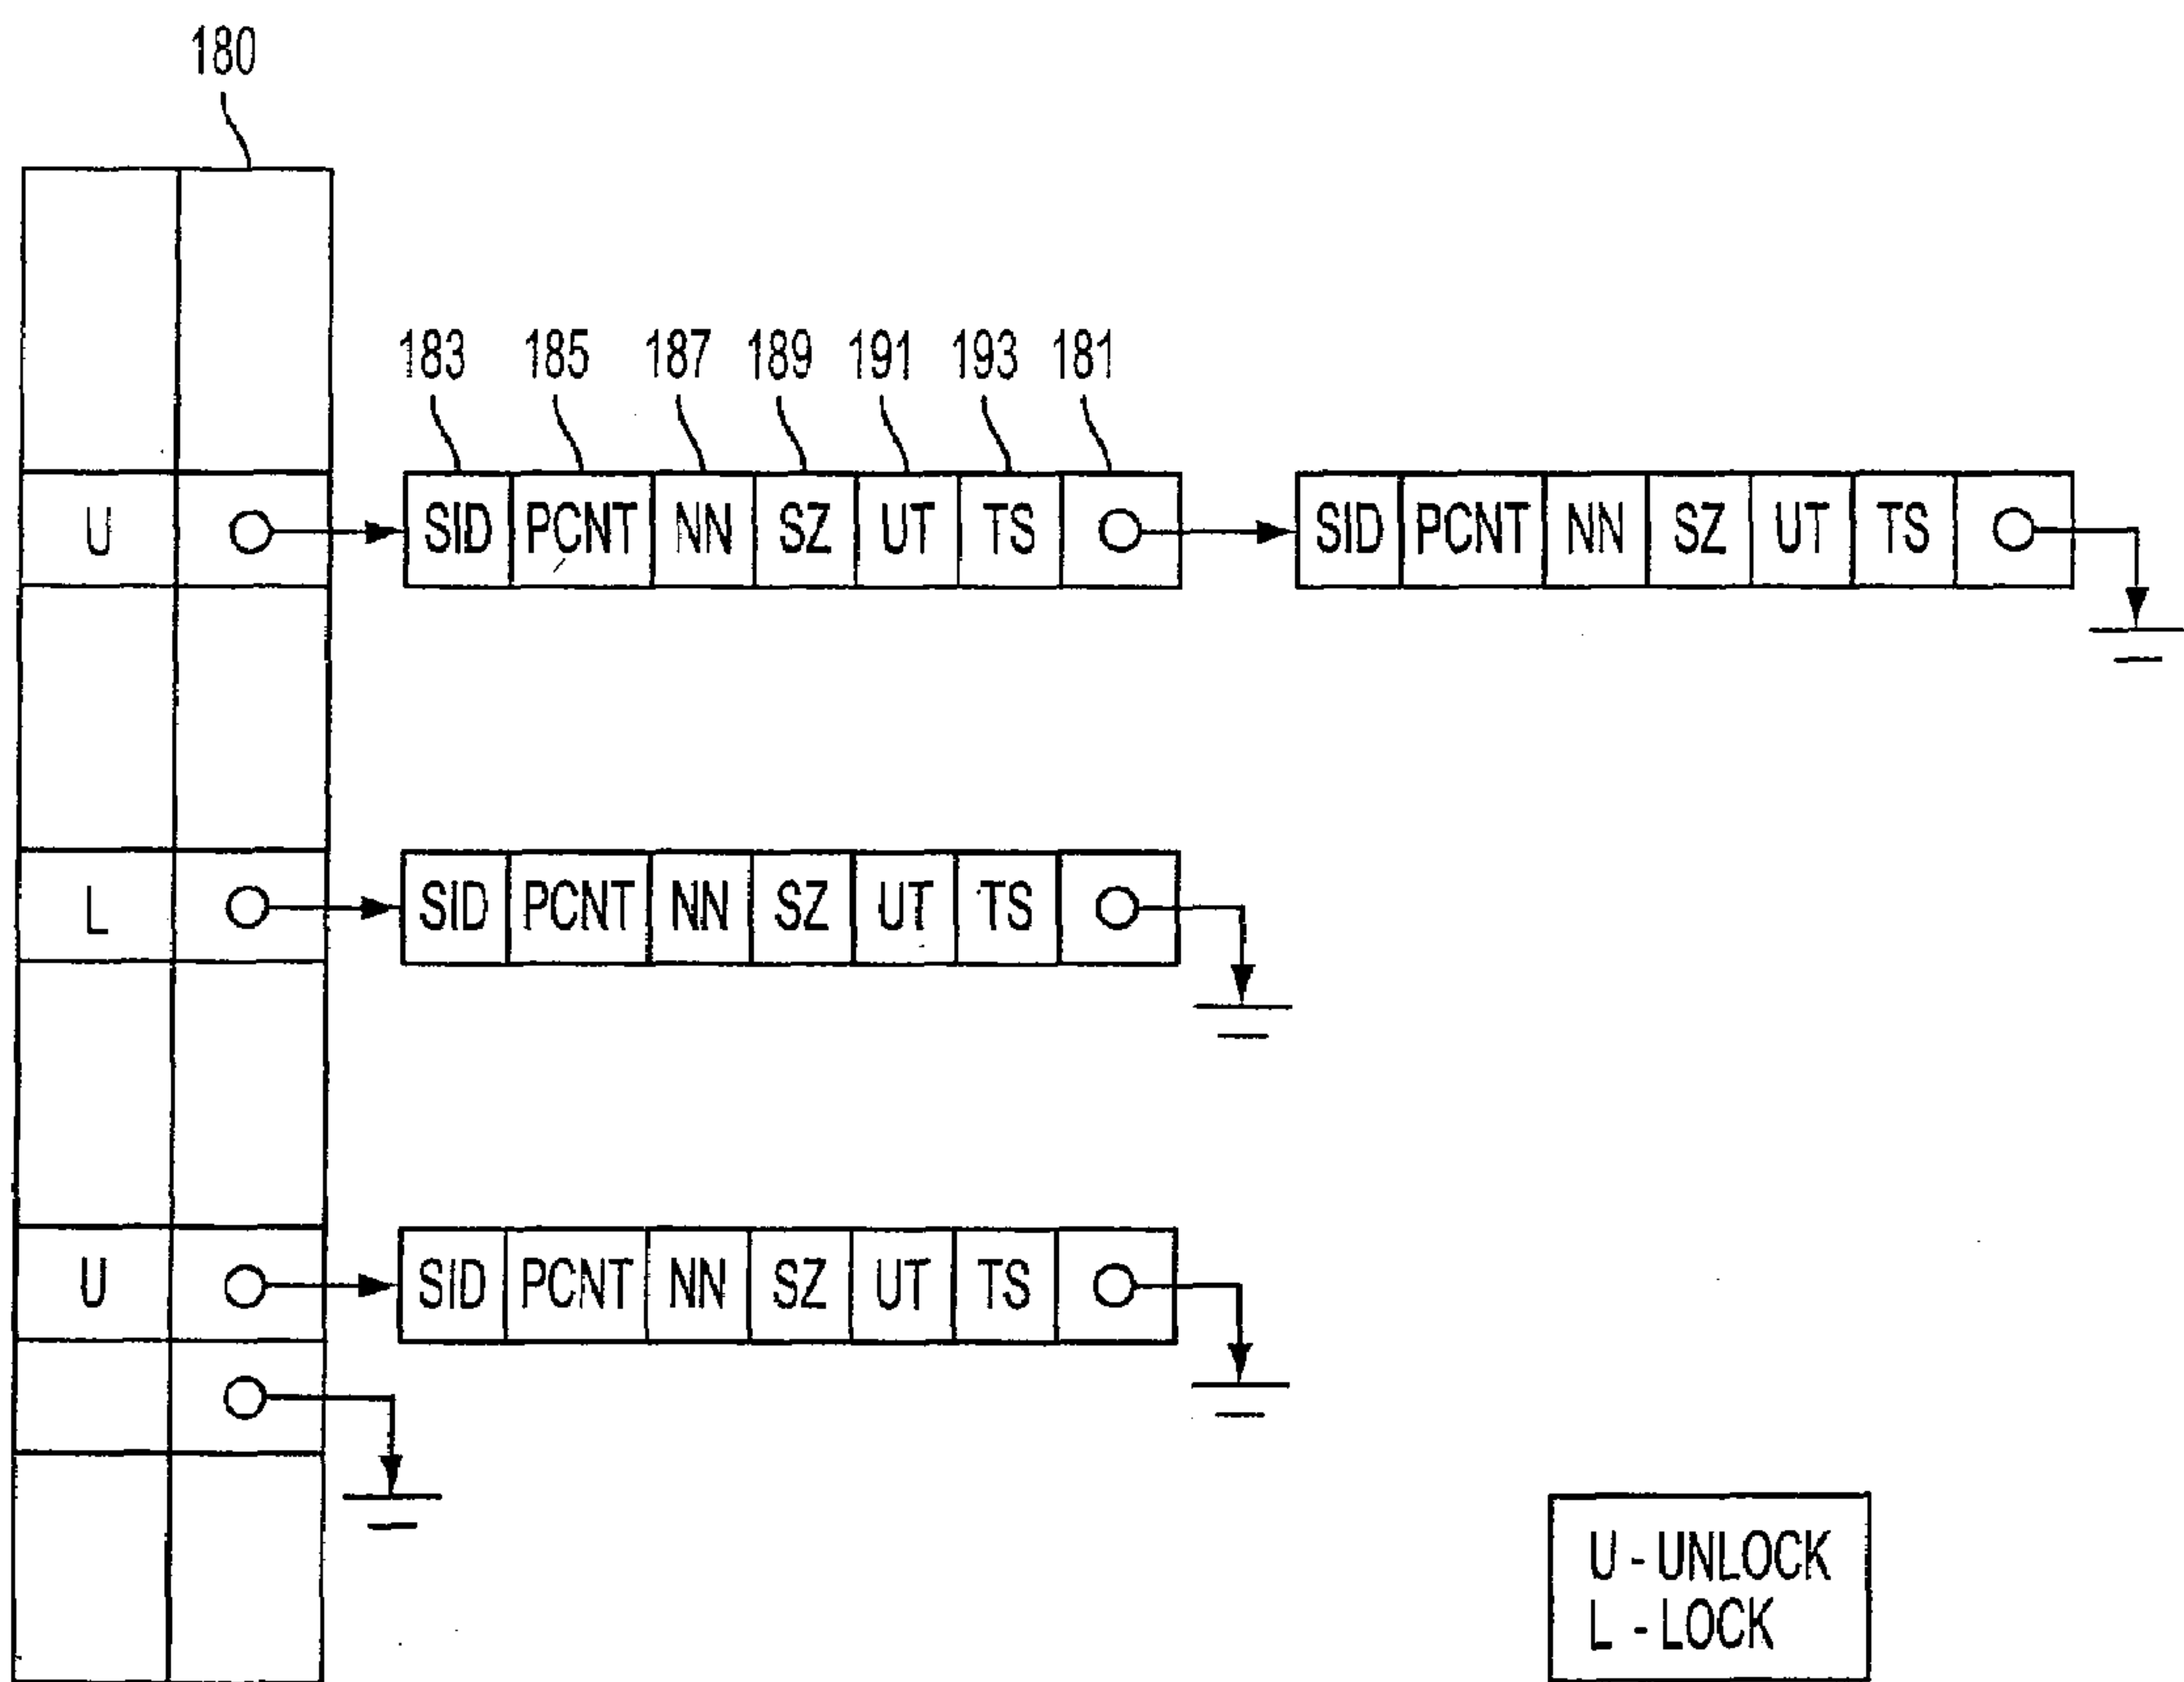 180
183 185 187 189 191 193 181
U SID PCNT NN SZ UT TS SID PCNT NN SZ UT TS
L SID PCNT NN SZ UT TS
U SID PCNT NN SZ UT TS
U - UNLOCK
L - LOCK